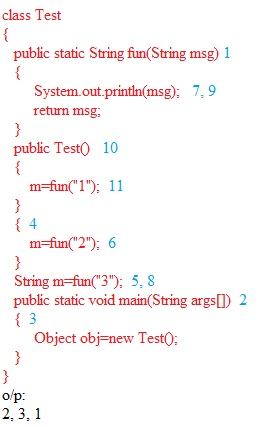 class Test
{
public static String fun(String msg) 1
{
System.out.println(msg); 7, 9
return msg;
}
public Test() 10
{
m=fun("1"); 11
}
{ 4
m=fun("2"); 6
}
String m=fun("3"); 5, 8
public static void main(String args[]) 2
{ 3
Object obj=new Test();
}
}
o/p:
2, 3, 1